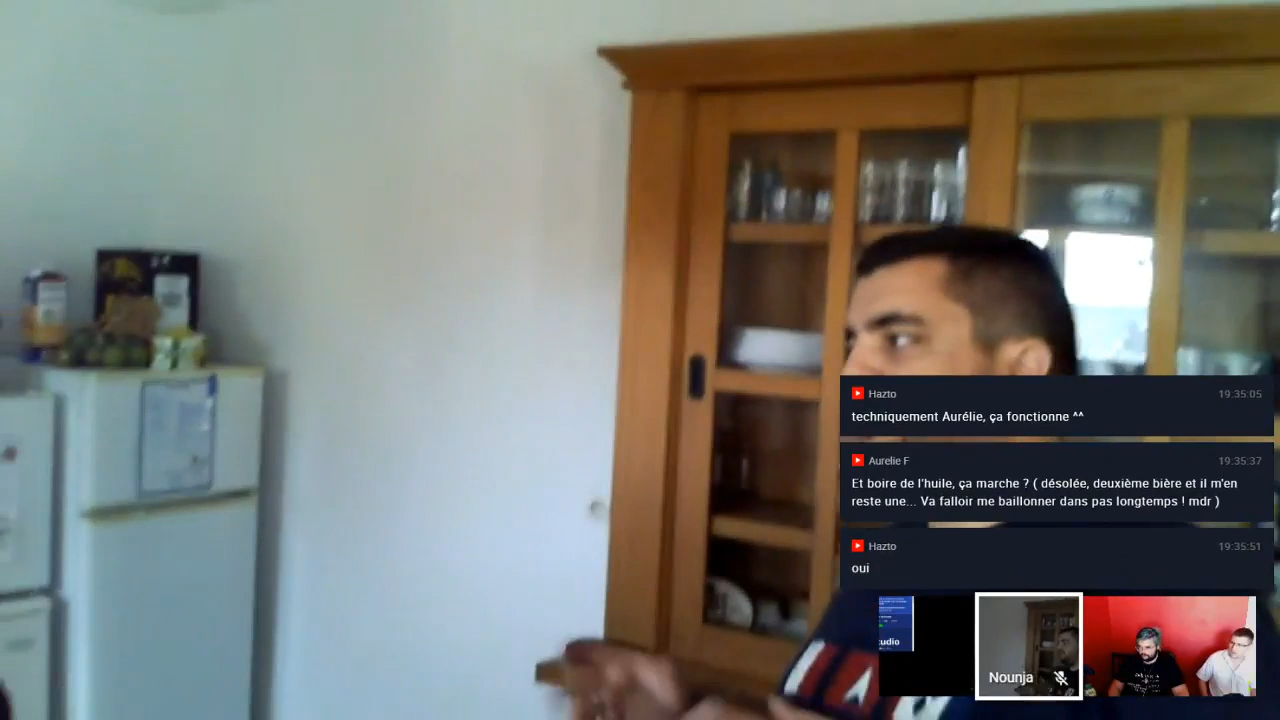 Hazto
19:35:05
techniquement Aurélie, ça fonctionne ^^
Aurelie F
19:35:37
Et boire de l'huile, ça marche ? ( désolée, deuxième bière et il m'en
reste une... Va falloir me baillonner dans pas longtemps ! mdr )
Hazto
19:35:51
oui
udio
Nounja